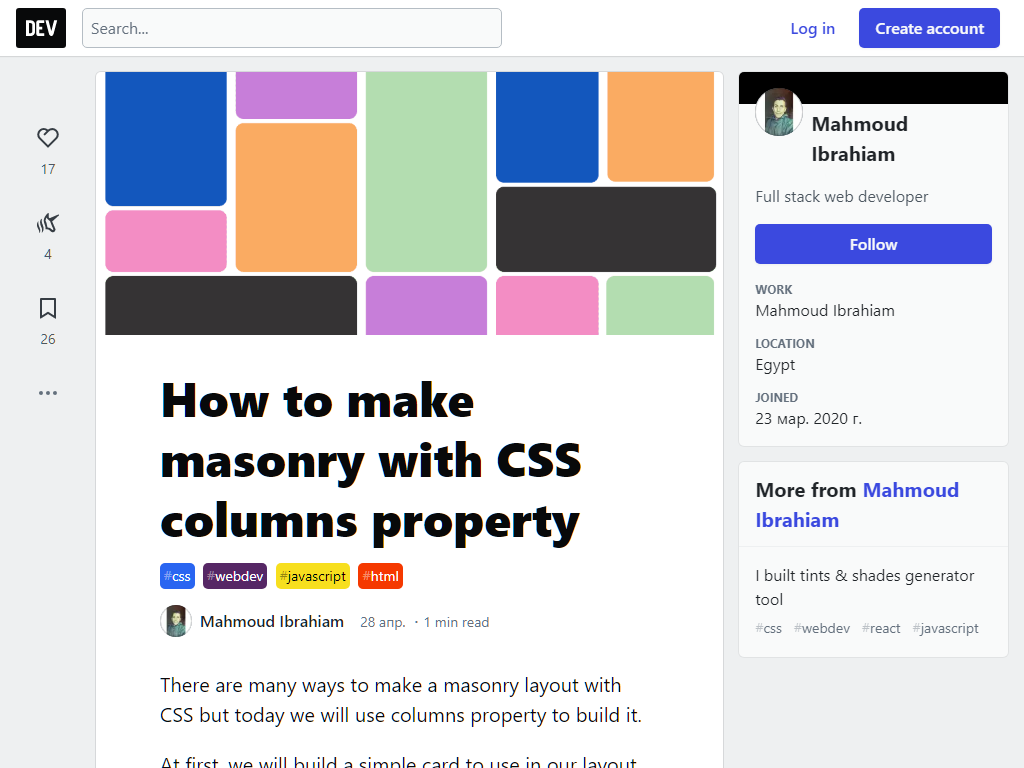 DEV
Search...
Log in
Create account
17
4
26
How to make
masonry with CSS
columns property
#css #webdev #javascript #html
Mahmoud Ibrahiam 28 апр. · 1 min read
There are many ways to make a masonry layout with
CSS but today we will use columns property to build it.
At first, we will build a simple card to use in our layout
Mahmoud
Ibrahiam
Full stack web developer
Follow
WORK
Mahmoud Ibrahiam
LOCATION
Egypt
JOINED
23 мар. 2020 г.
More from Mahmoud
Ibrahiam
I built tints & shades generator
tool
#css #webdev #react #javascript